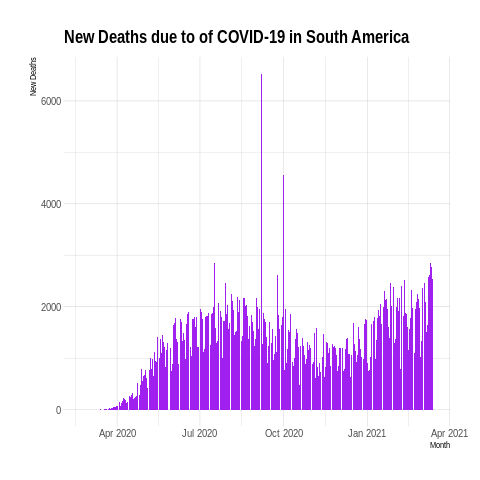 New Deaths due to of COVID-19 in South America
New Deaths
6000
4000
2000
0
Apr 2020 Jul 2020 Oct 2020 Jan 2021 Apr 2021
Month